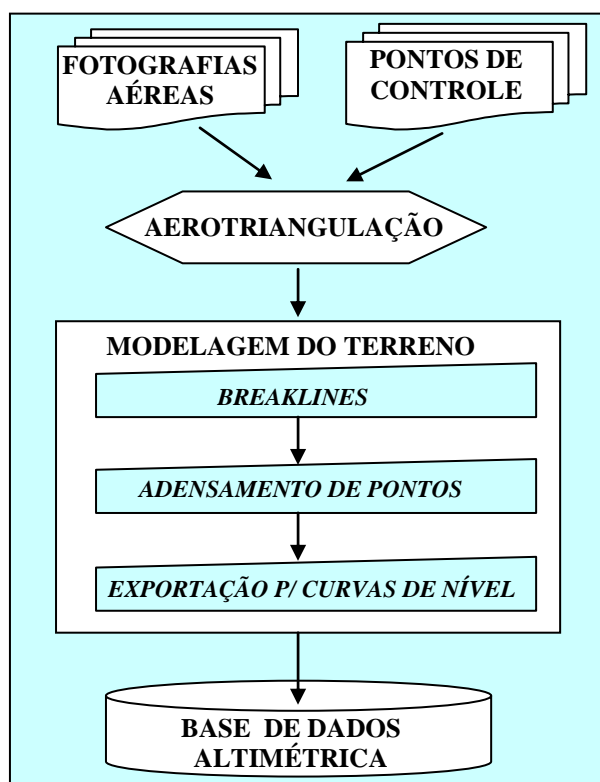 FOTOGRAFIAS
AÉREAS
PONTOS DE
CONTROLE
AEROTRIANGULAÇÃO
MODELAGEM DO TERRENO
BREAKLINES
ADENSAMENTO DE PONTOS
EXPORTAÇÃO P/ CURVAS DE NÍVEL
BASE DE DADOS
ALTIMÉTRICA